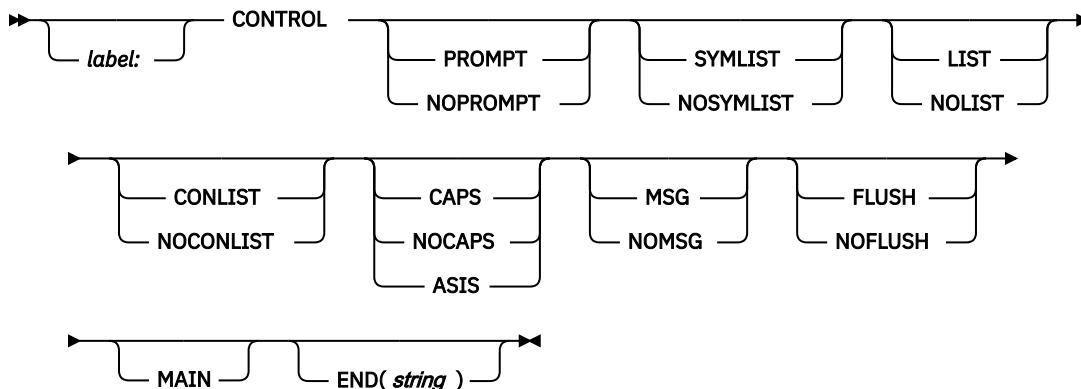 CONTROL
label: PROMPT SYMLIST LIST
NOPROMPT NOSYMLIST NOLIST
CONLIST CAPS MSG FLUSH
NOCONLIST NOCAPS NOMSG NOFLUSH
ASIS
MAIN END( string )